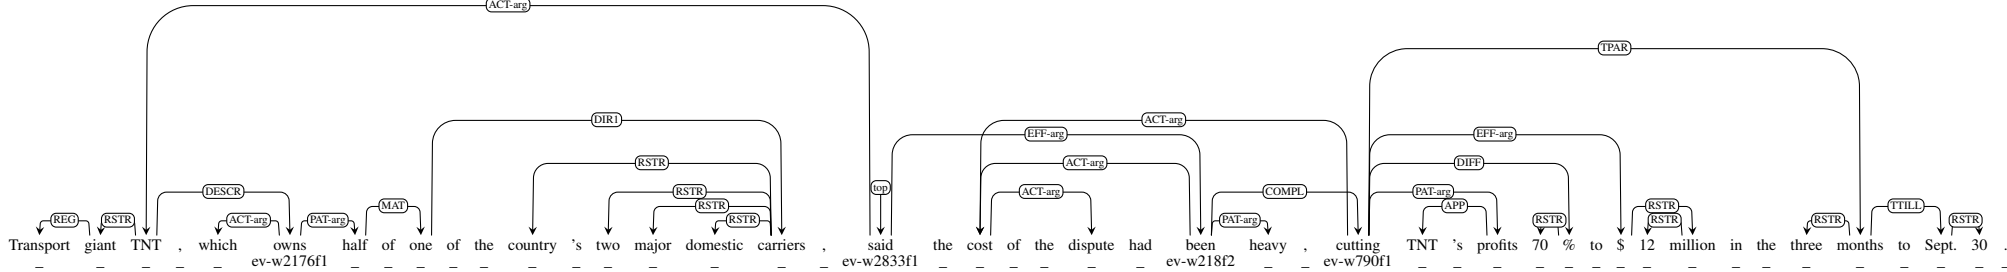 ACT-arg
TPAR
DIR1 ACT-arg
EFF-arg EFF-arg
RSTR ACT-arg DIFF
top
DESCR RSTR ACT-arg COMPL PAT-arg
MAT RSTR APP RSTR TTILL
REG RSTR ACT-arg PAT-arg RSTR PAT-arg RSTR RSTR RSTR RSTR
Transport giant TNT , which owns half of one of the country 's two major domestic carriers , said the cost of the dispute had been heavy , cutting TNT 's profits 70 % to $ 12 million in the three months to Sept. 30 .
ev-w2176f1 ev-w2833f1 ev-w218f2 ev-w790f1